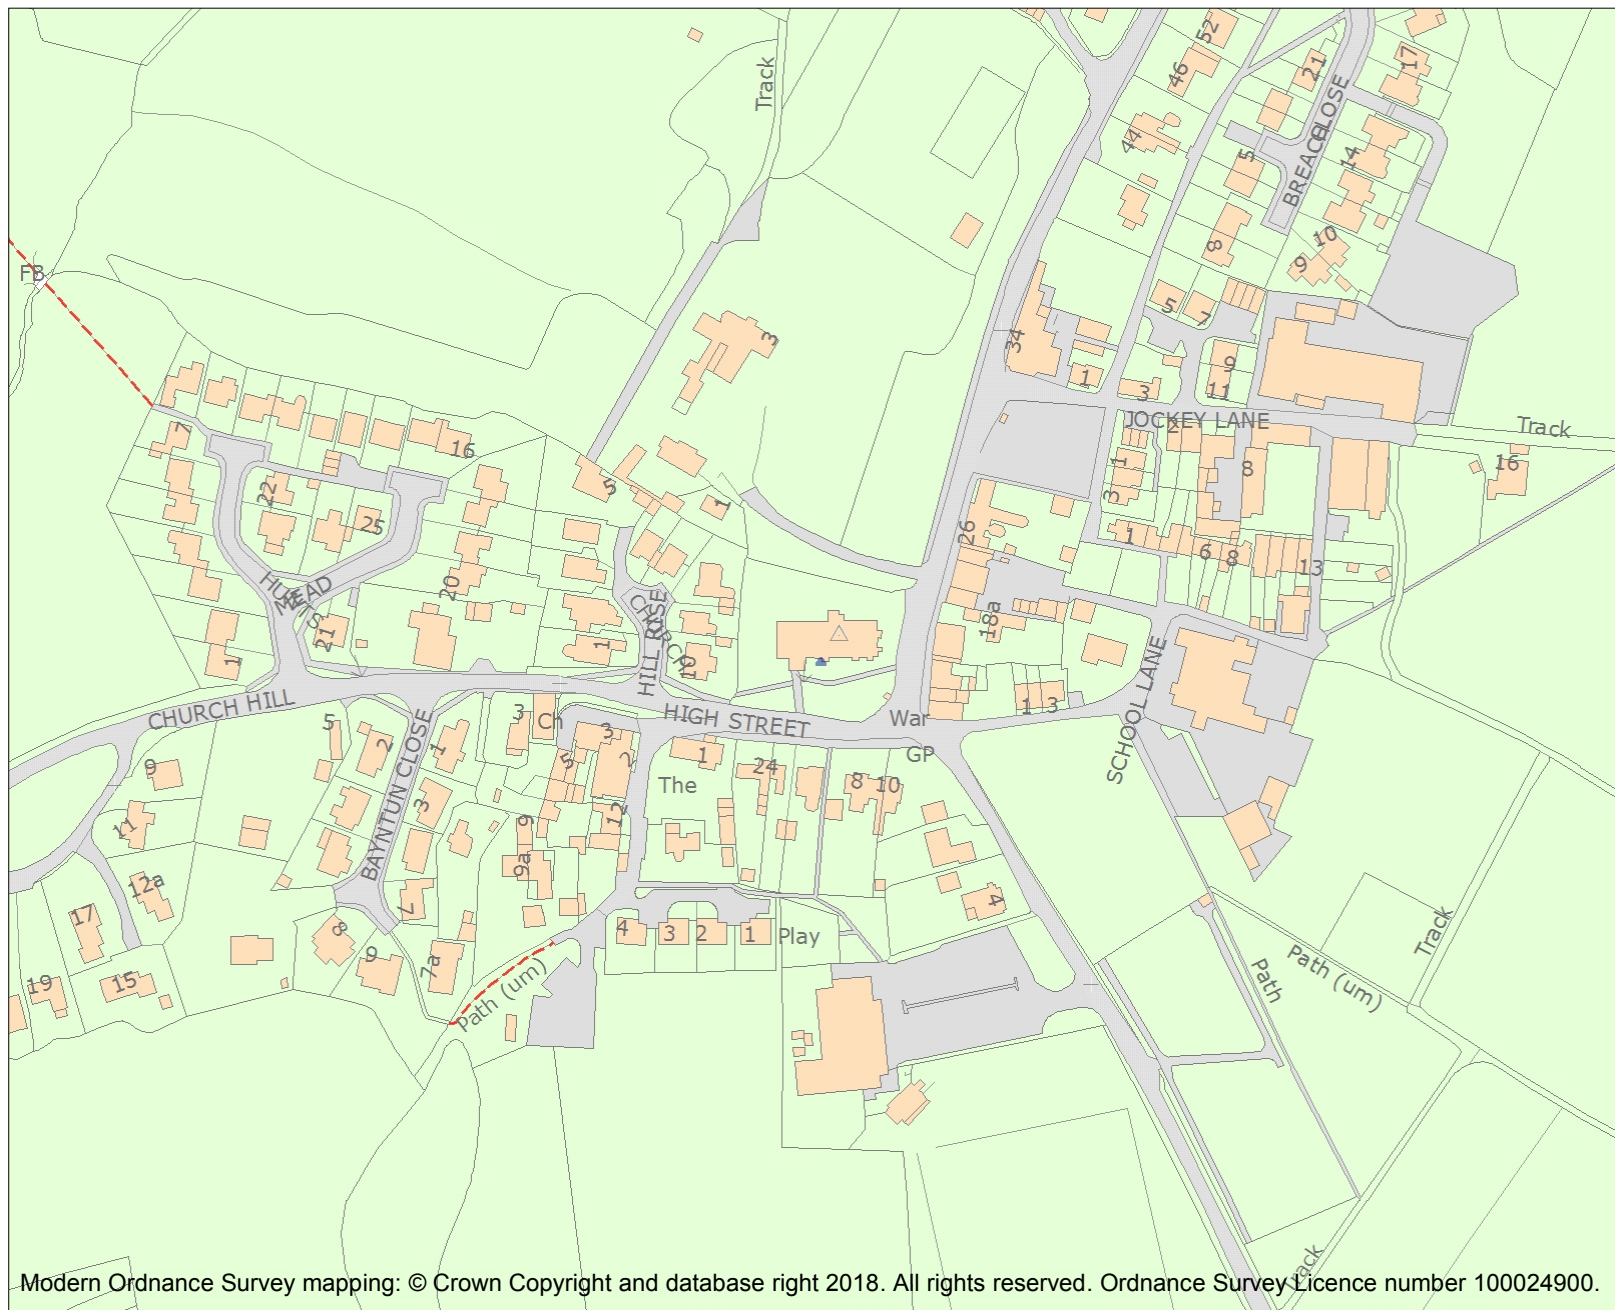 52
46
21
17
Track
BREACH
CLOSE
44
14
5
8
10
9
FB
5
7
34
3
1
3
9
11
JOCKEY LANE
2
Track
7
16
22
25
5
1
1
3
8
16
26
1
6
8
13
HUNTS
MEAD
20
21
1
CHURCH
HILL RISE
1
10
18a
SCHOOL LANE
1
3
CHURCH HILL
HIGH STREET
War
GP
5
2
1
3
Ch
3
5
2
1
24
The
8
10
BAYNTUN CLOSE
3
9
11
12
9
9a
12a
17
7
8
9
7a
15
19
4
3
2
1
Play
4
Path (um)
Path
Path (um)
Track
Track
Modern Ordnance Survey mapping: © Crown Copyright and database right 2018. All rights reserved. Ordnance Survey Licence number 100024900.